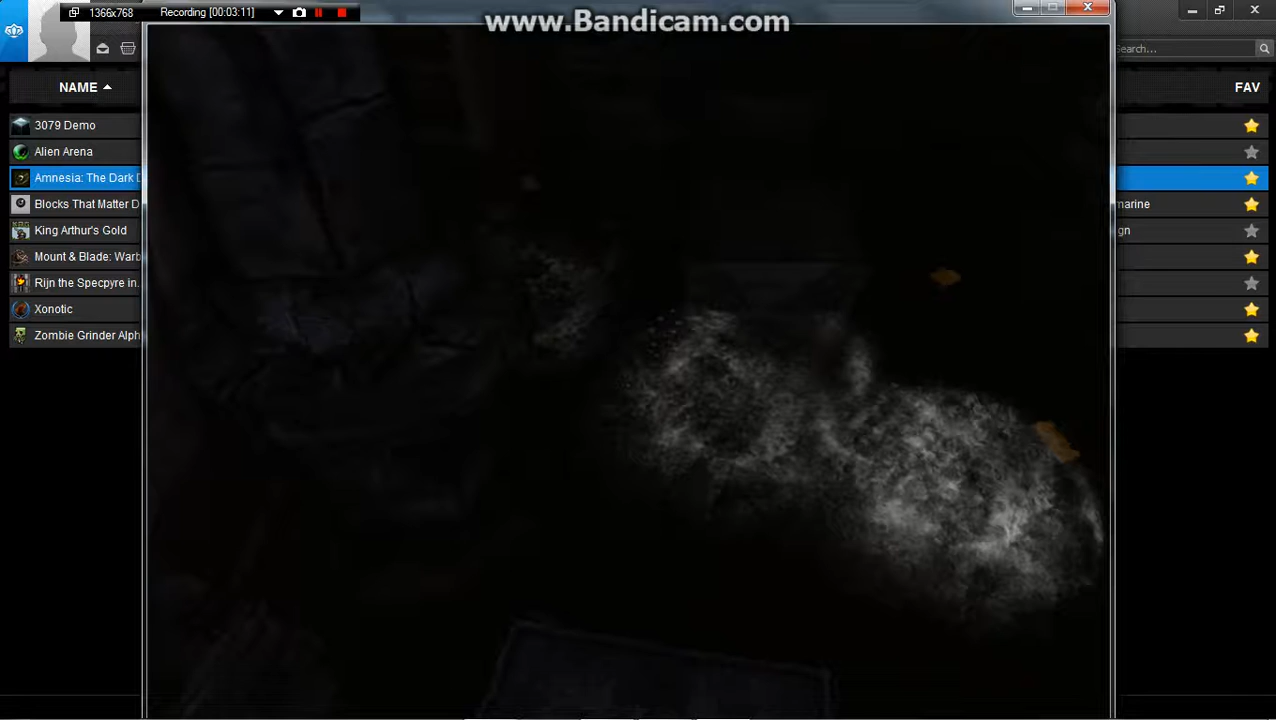 1366x768 Recording [00:03:11]
www.Bandicam.com
Search...
NAME
FAV
3079 Demo
Alien Arena
Amnesia: The Dark D
Blocks That Matter D
marine
King Arthur's Gold
gn
Mount & Blade: Warb
Rijn the Specpyre in.
Xonotic
Zombie Grinder Alph